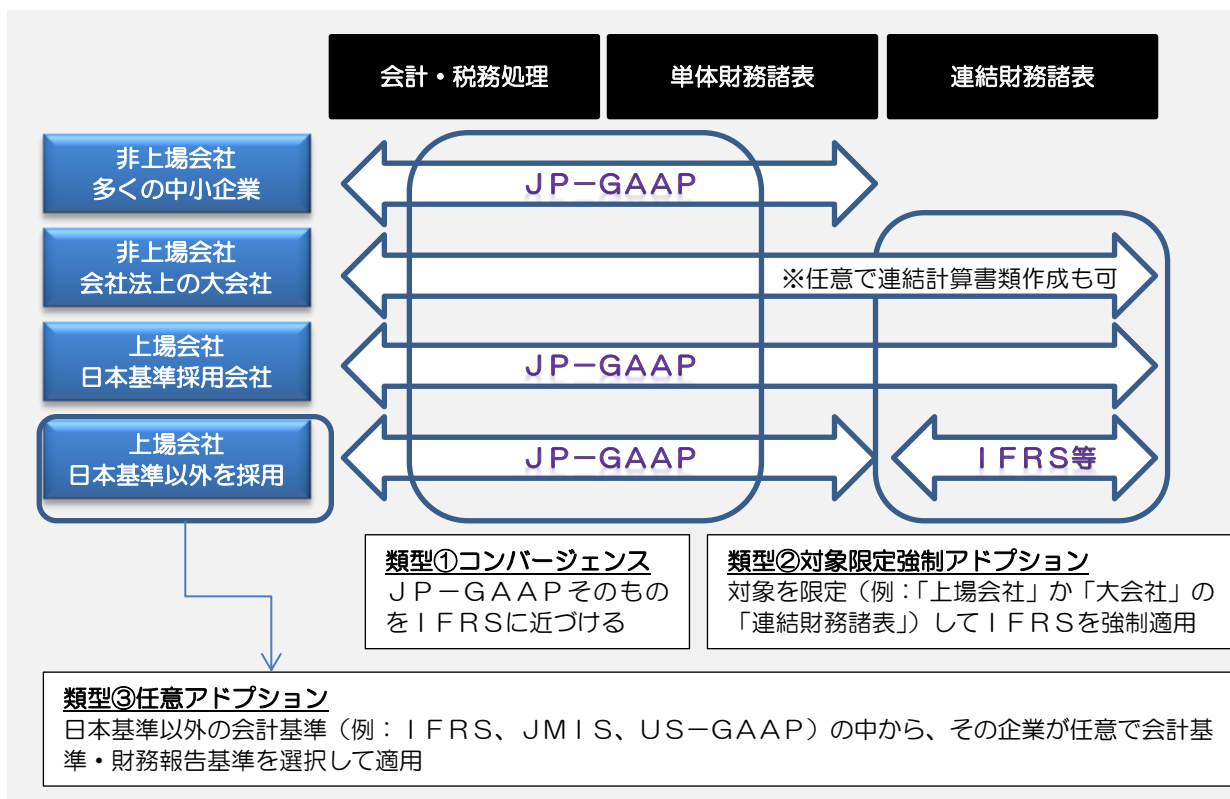 会計・税務処理
単体財務諸表
連結財務諸表
非上場会社
多くの中小企業
ＪＰ－ＧＡＡＰ
非上場会社
会社法上の大会社
※任意で連結計算書類作成も可
上場会社
日本基準採用会社
ＪＰ－ＧＡＡＰ
上場会社
日本基準以外を採用
ＪＰ－ＧＡＡＰ
ＩＦＲＳ等
類型①コンバージェンス
ＪＰ－ＧＡＡＰそのもの
をＩＦＲＳに近づける
類型②対象限定強制アドプション
対象を限定（例：「上場会社」か「大会社」の
「連結財務諸表」）してＩＦＲＳを強制適用
類型③任意アドプション
日本基準以外の会計基準（例：ＩＦＲＳ、ＪＭＩＳ、ＵＳ－ＧＡＡＰ）の中から、その企業が任意で会計基
準・財務報告基準を選択して適用